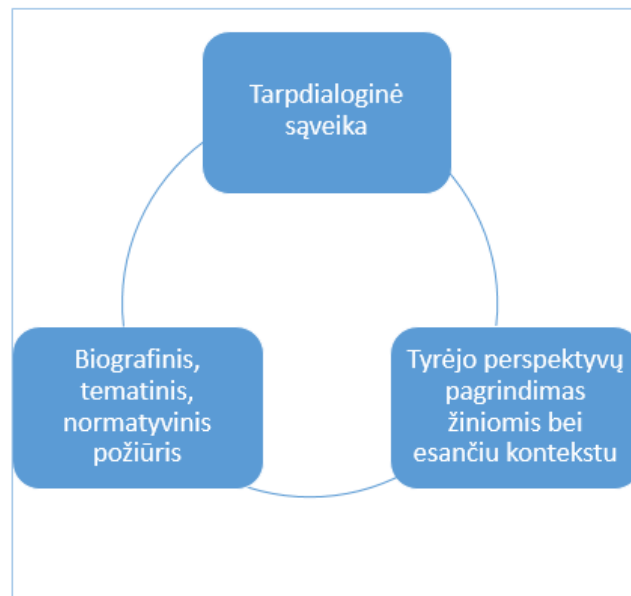 Tarpdialoginė
sąveika
Biografinis,
tematinis,
normatyvinis
požiūris
Tyrėjo perspektyvų
pagrindimas
žiniomis bei
esančiu kontekstu